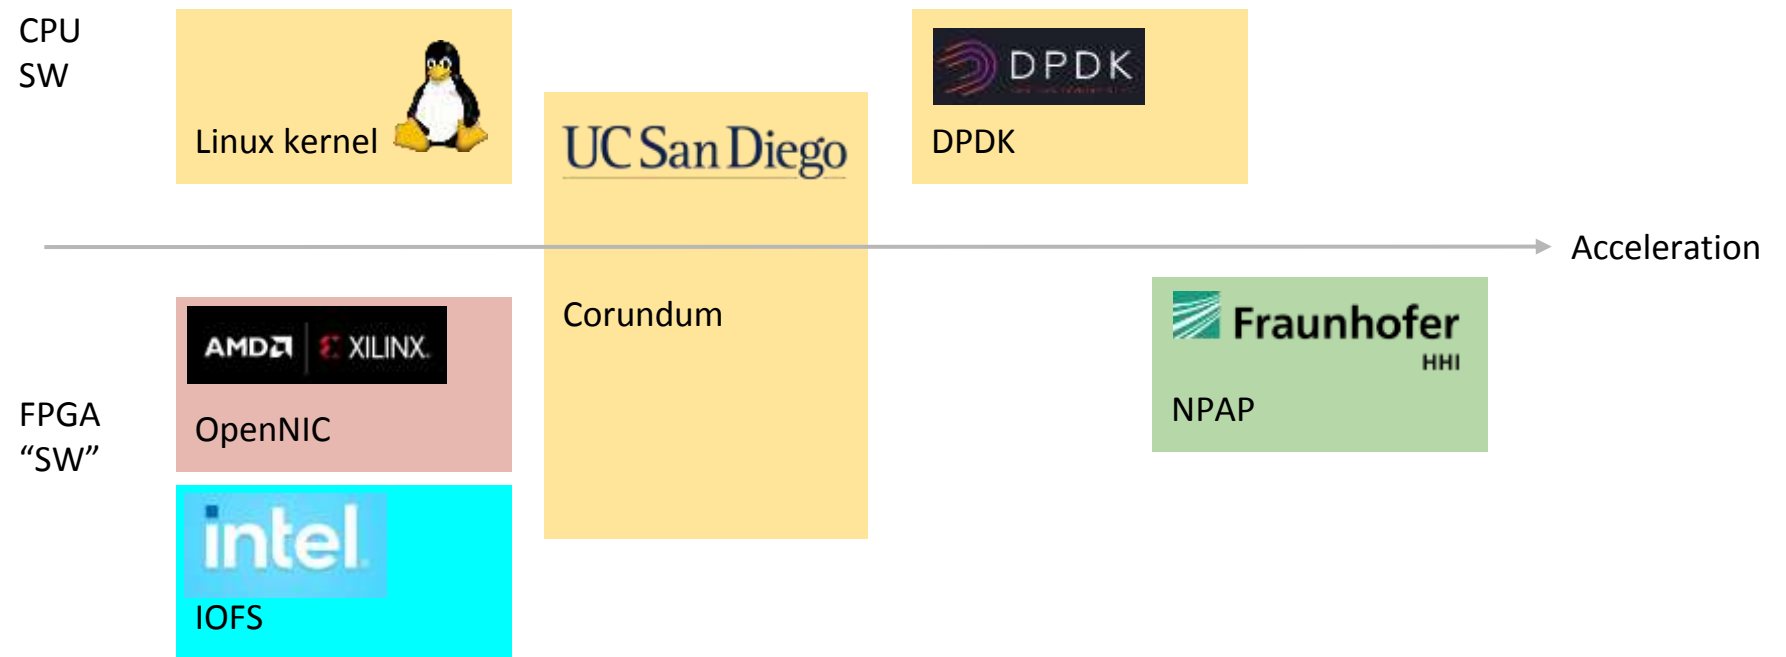 CPU
SW
Linux kernel
UC San Diego
DPDK
DPDK
Acceleration
Corundum
AMD XILINX.
OpenNIC
FPGA
“SW”
Fraunhofer
HHI
NPAP
intel.
IOFS